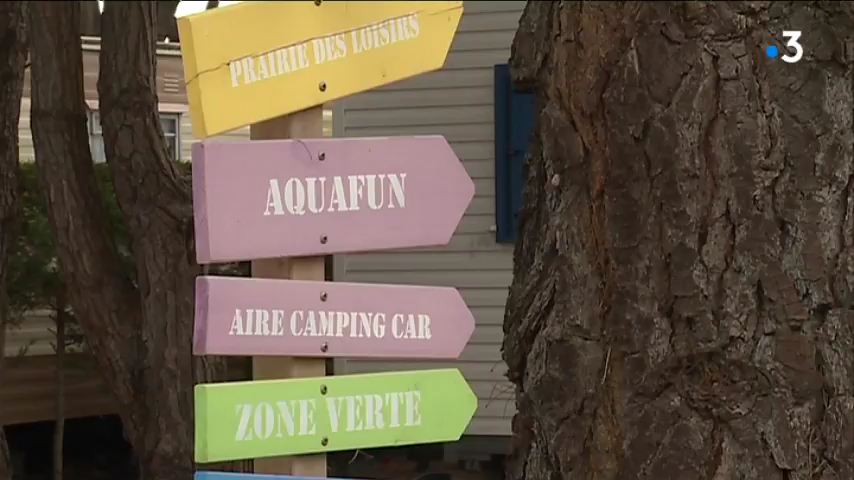 PRAIRIE DES LOISIRS
•3
AQUAFUN
AIRE CAMPING CAR
ZONE VERTE